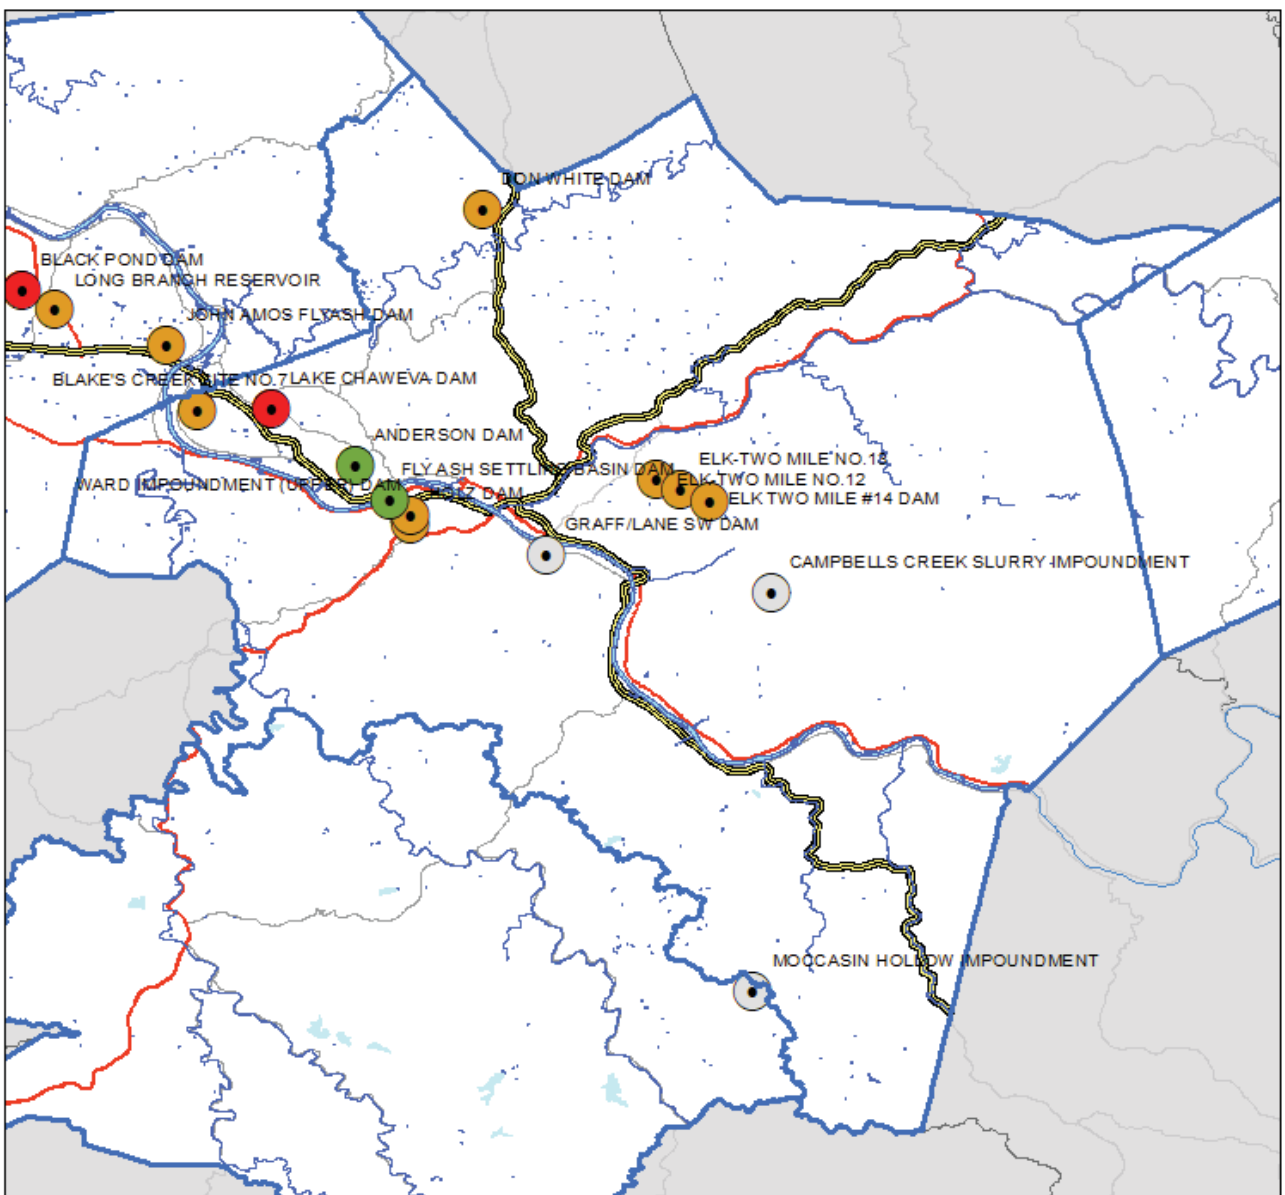 DON WHITE DAM
BLACK POND DAM
LONG BRANCH RESERVOIR
JOHN AMOS FLYASH DAM
BLAKE'S CREEK SITE NO.7
LAKE CHAWEVA DAM
ANDERSON DAM
ELK-TWO MILE NO.13
FLY ASH SETTLING BASIN DAM
ELK-TWO MILE NO.12
WARD IMPOUNDMENT (UPPER) DAM
DAM
ELK TWO MILE #14 DAM
GRAFF/LANE SW DAM
CAMPBELLS CREEK SLURRY IMPOUNDMENT
MOCCASIN HOLLOW IMPOUNDMENT